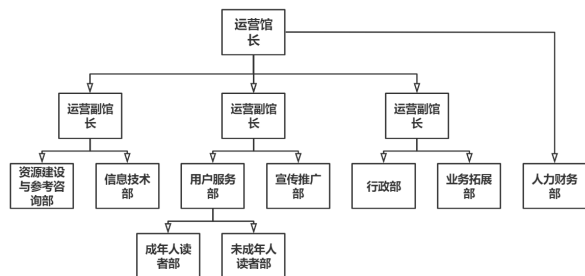 运营馆
长
运营副馆
长
运营副馆
长
运营副馆
长
资源建设
与参考咨
询部
信息技术
部
用户服务
部
宣传推广
部
行政部
业务拓展
部
人力财务
部
成年人读
者部
未成年人
读者部